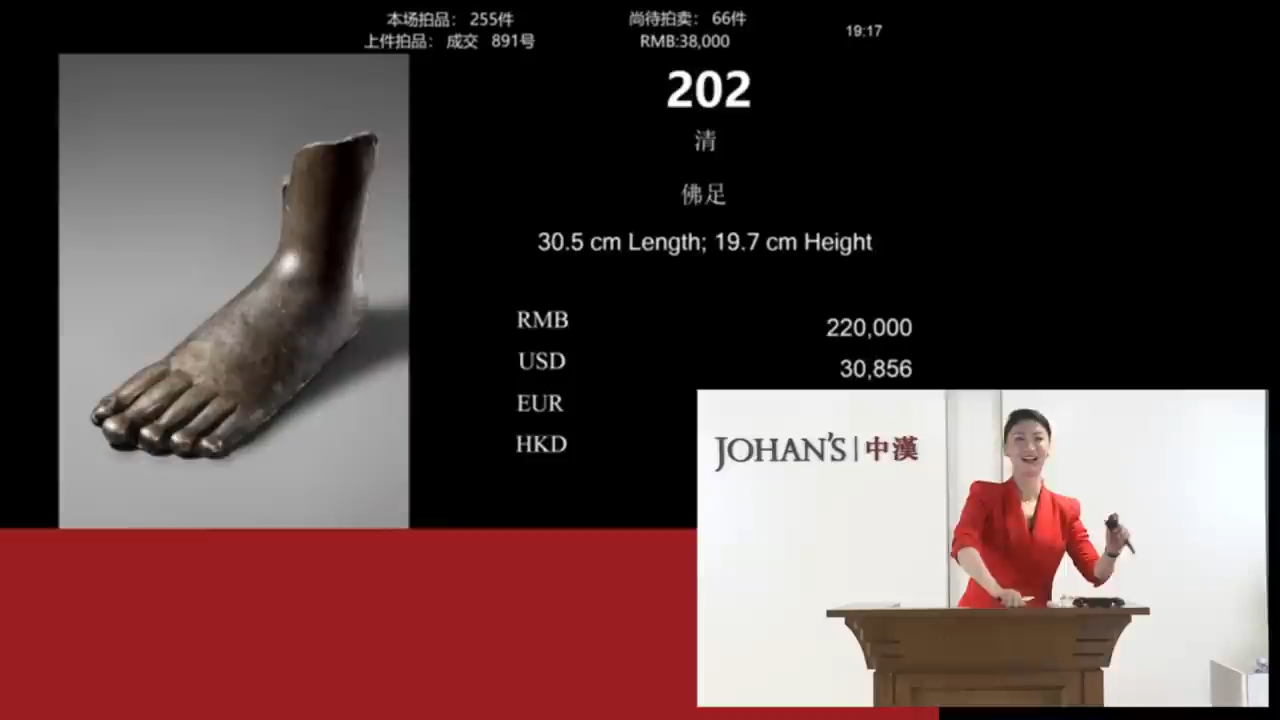 本场拍品: 255件
尚待拍卖: 66件
上件拍品: 成交 891号
RMB:38,000
19:17
202
清
佛足
30.5 cm Length; 19.7 cm Height
RMB 220,000
USD 30,856
EUR
HKD
JOHAN'S|中漢